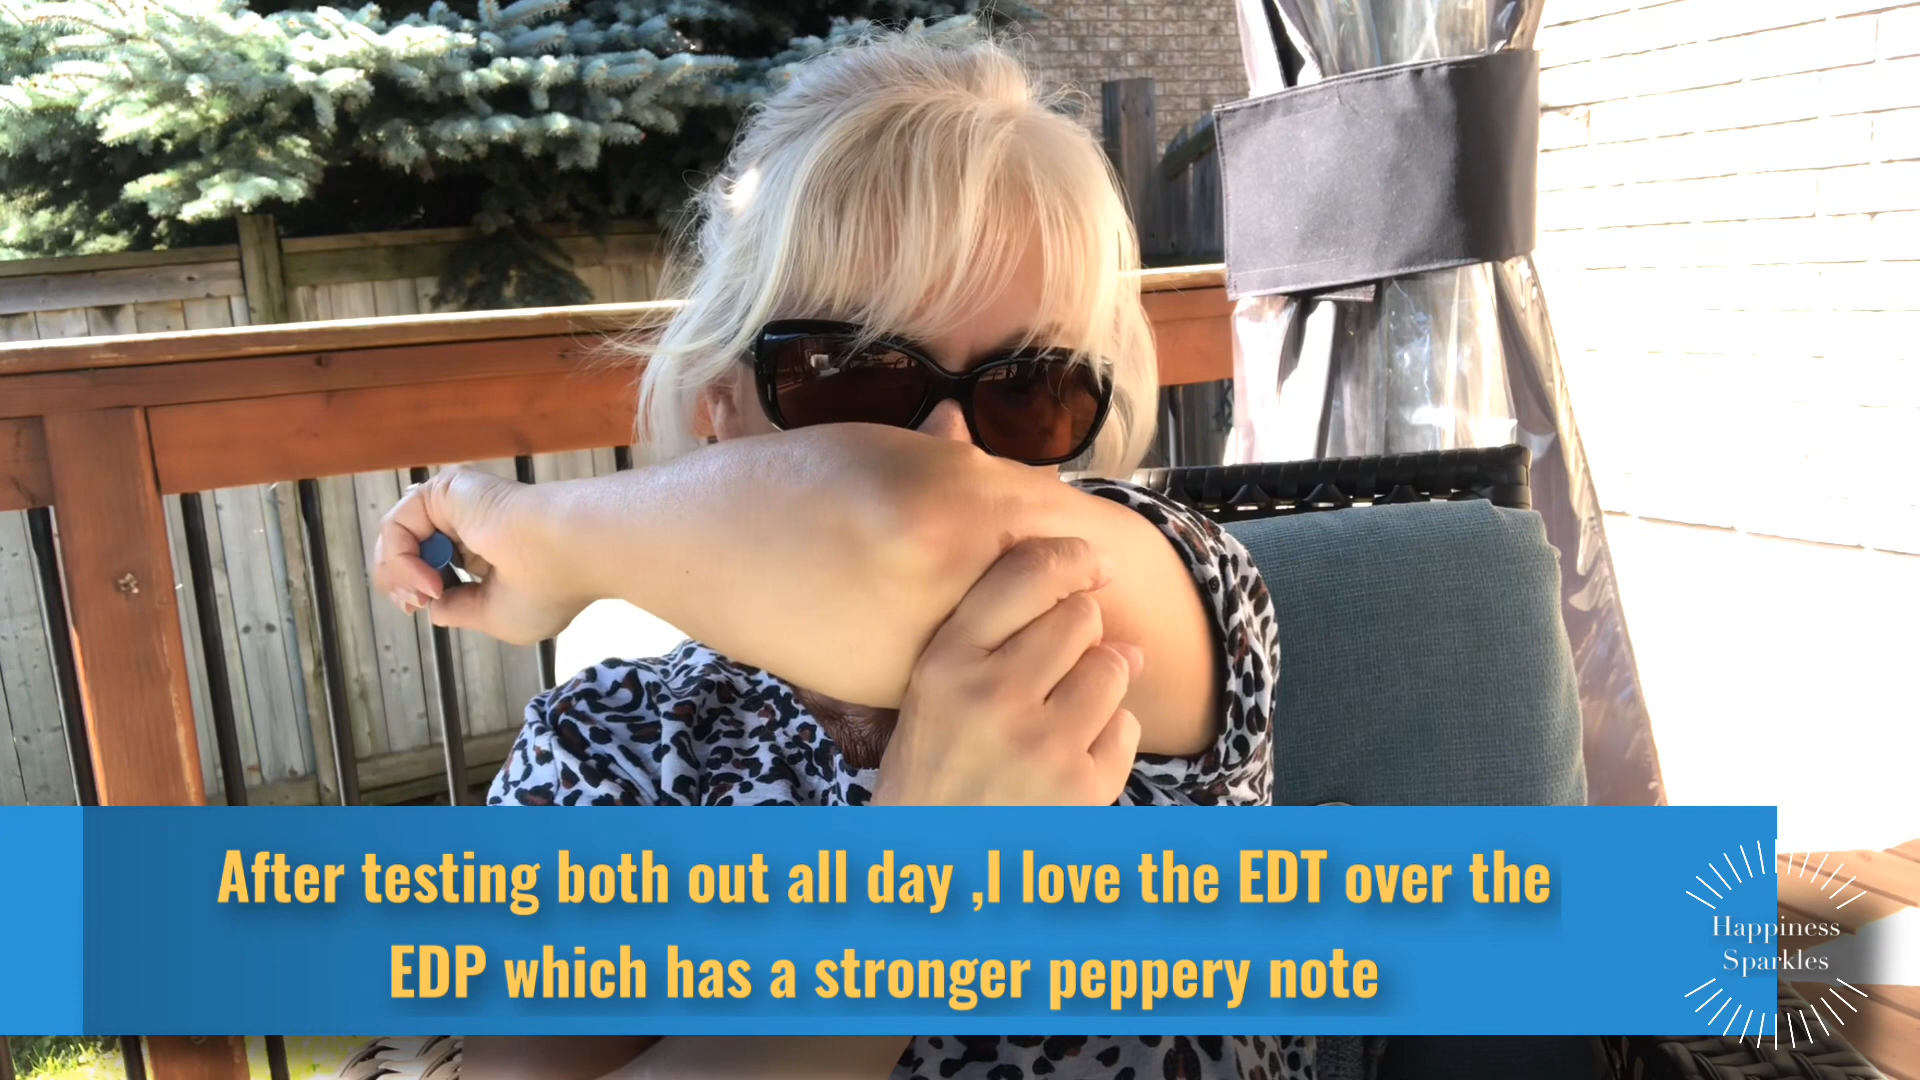 After testing both out all day ,I love the EDT over the
EDP which has a stronger peppery note
Happiness
Sparkles